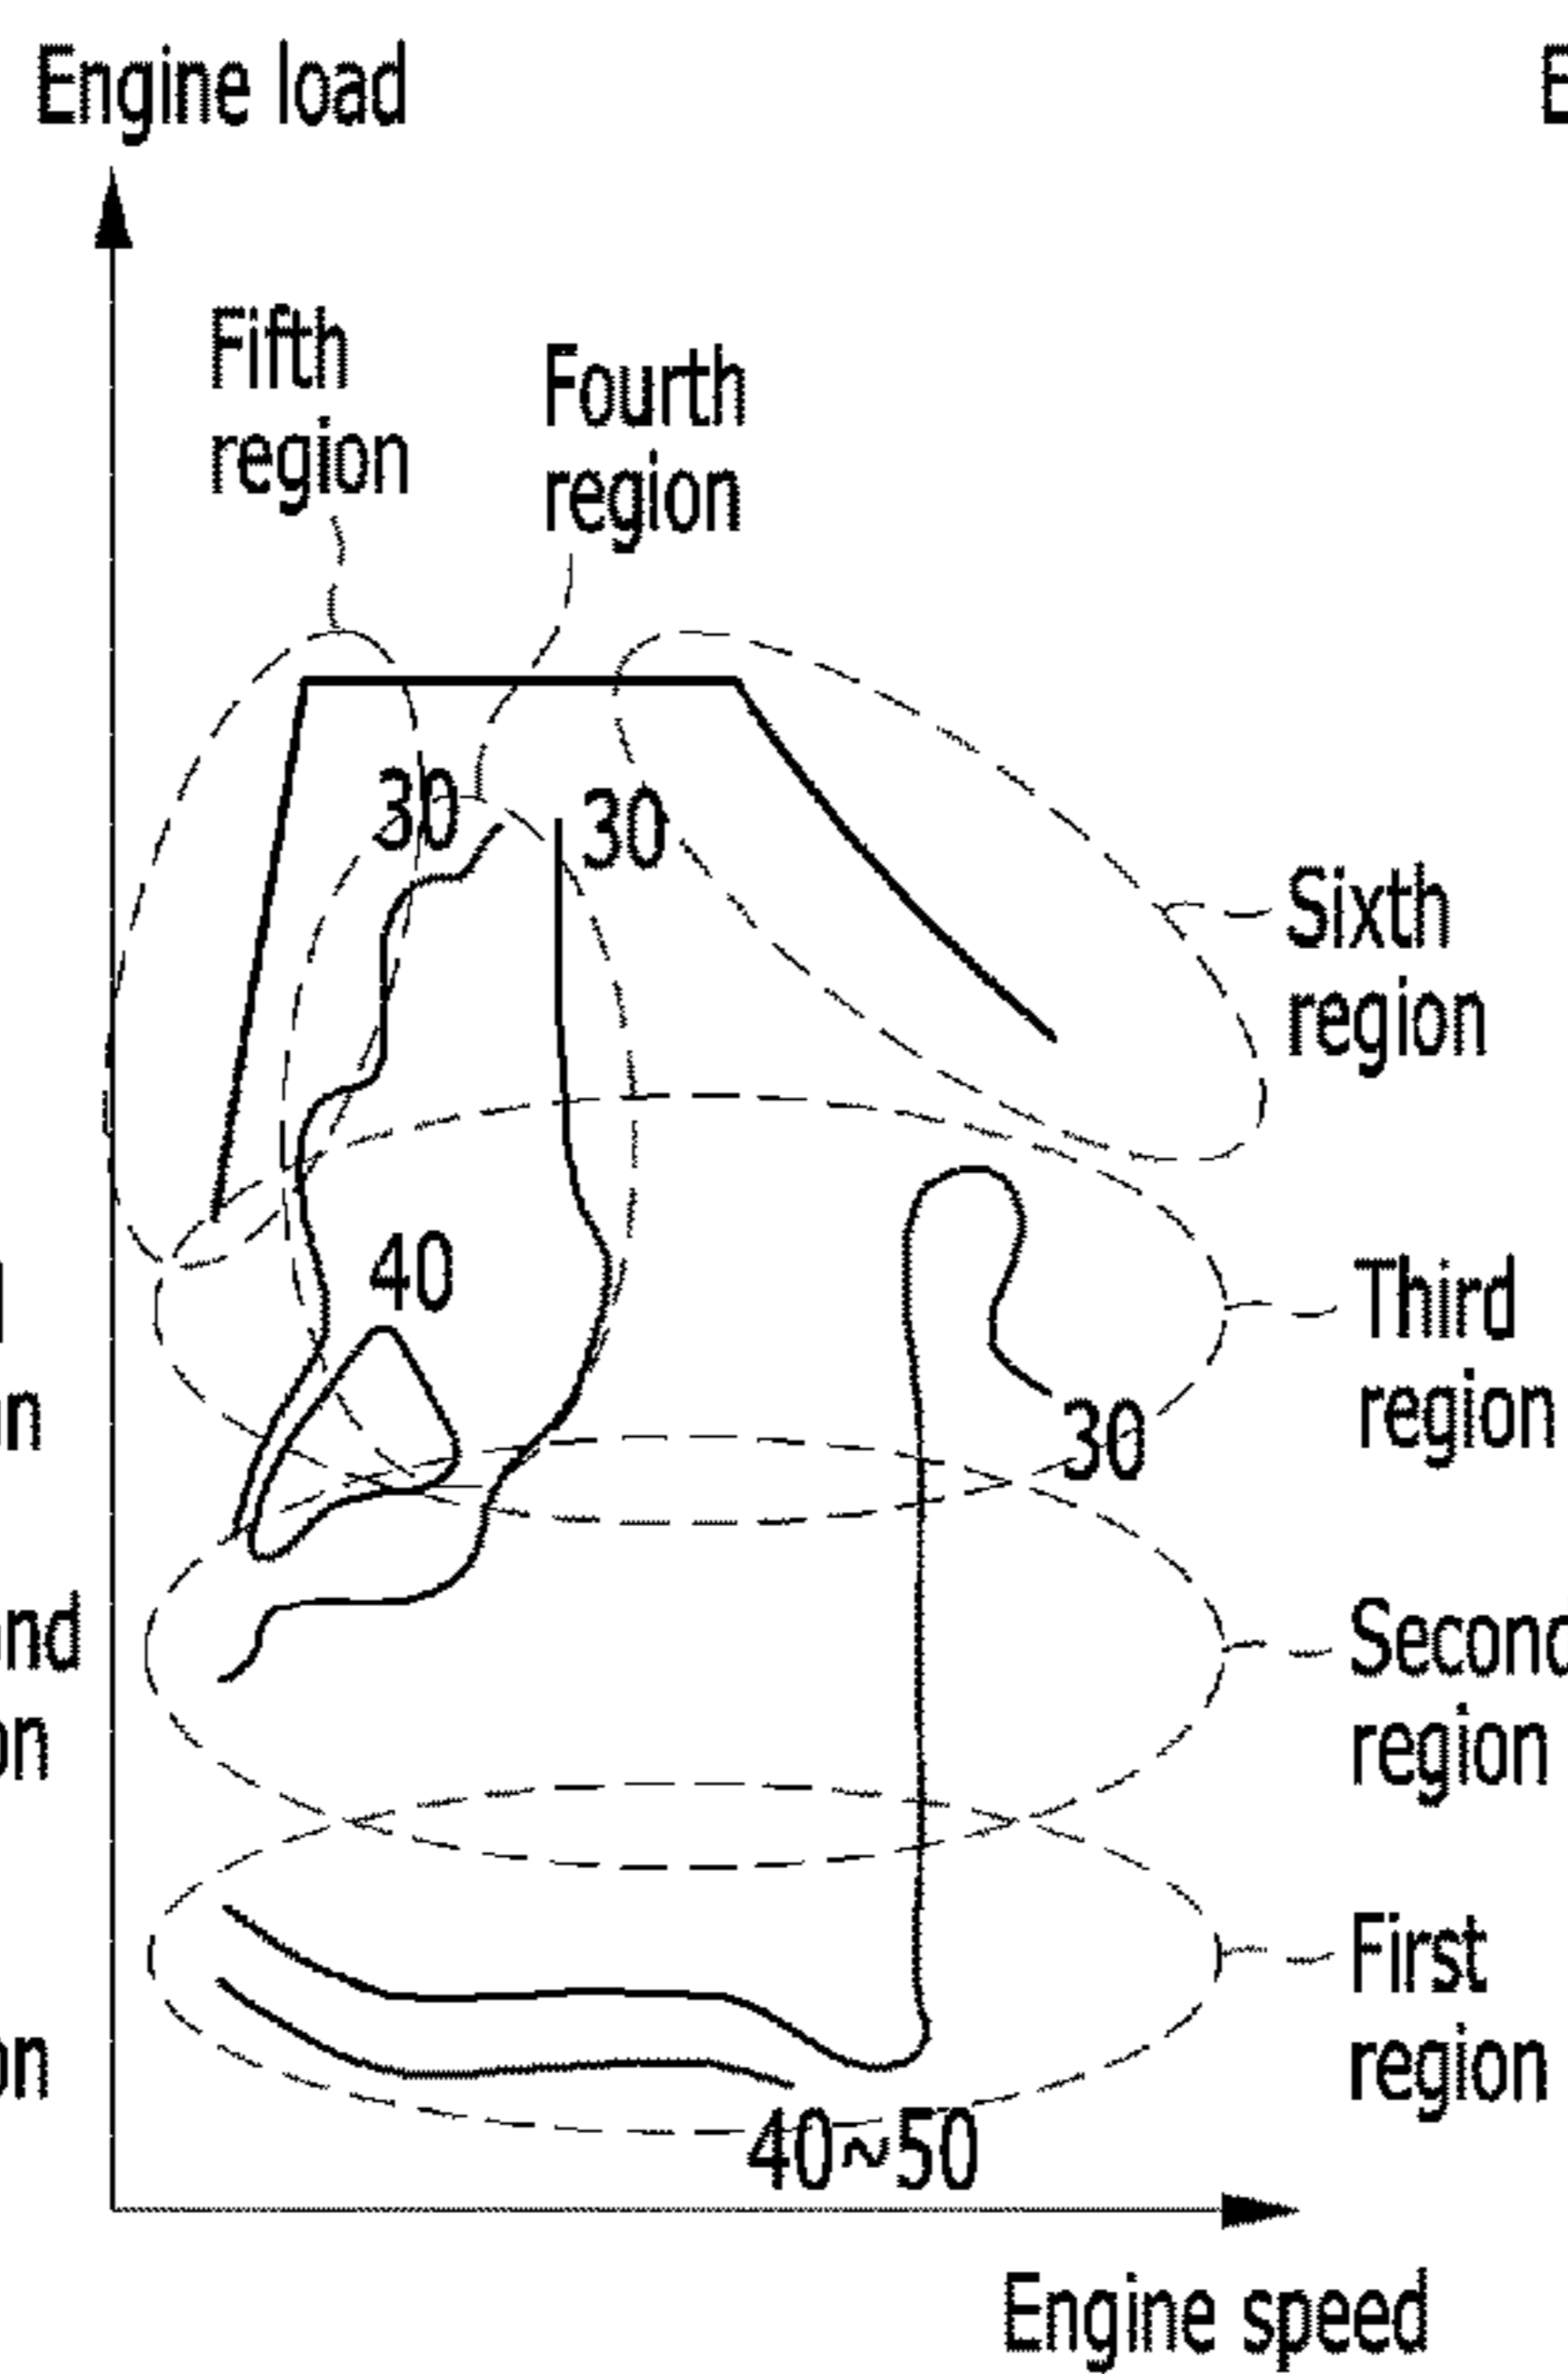 Engine load
Fifth
region
Fourth
region
30
30
Sixth
region
40
Third
region
30
Second
region
First
region
40~50
Engine speed